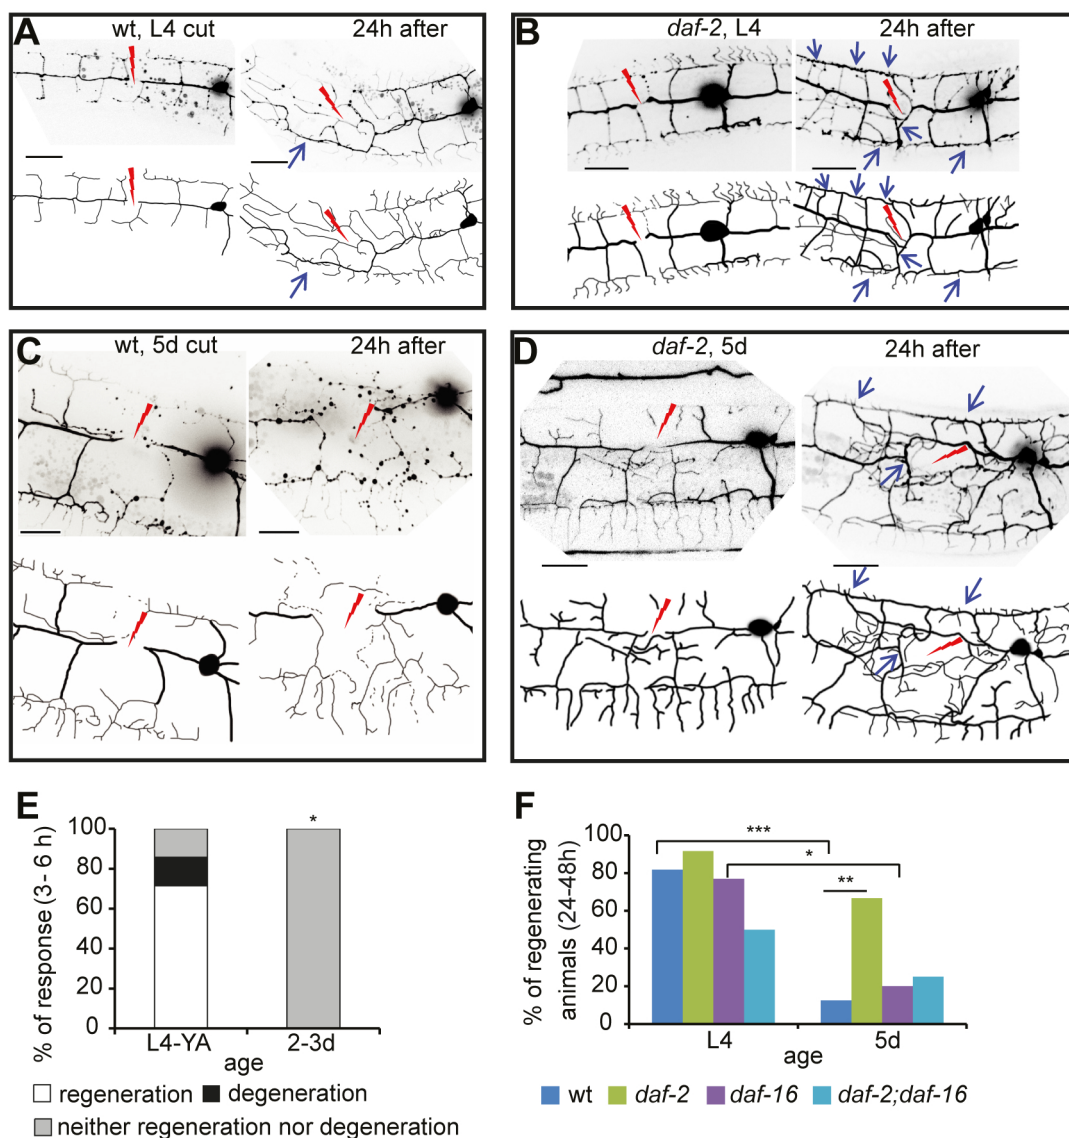 A
wt, L4 cut
24h after
B
daf-2, L4
24h after
C
wt, 5d cut
24h after
D
daf-2, 5d
24h after
E
% of response (3- 6 h)
100
80
60
40
20
0
*
L4-YA
2-3d
age
regeneration
degeneration
neither regeneration nor degeneration
F
% of regenerating
animals (24-48h)
100
80
60
40
20
0
***
*
**
L4
5d
age
wt
daf-2
daf-16
daf-2;daf-16